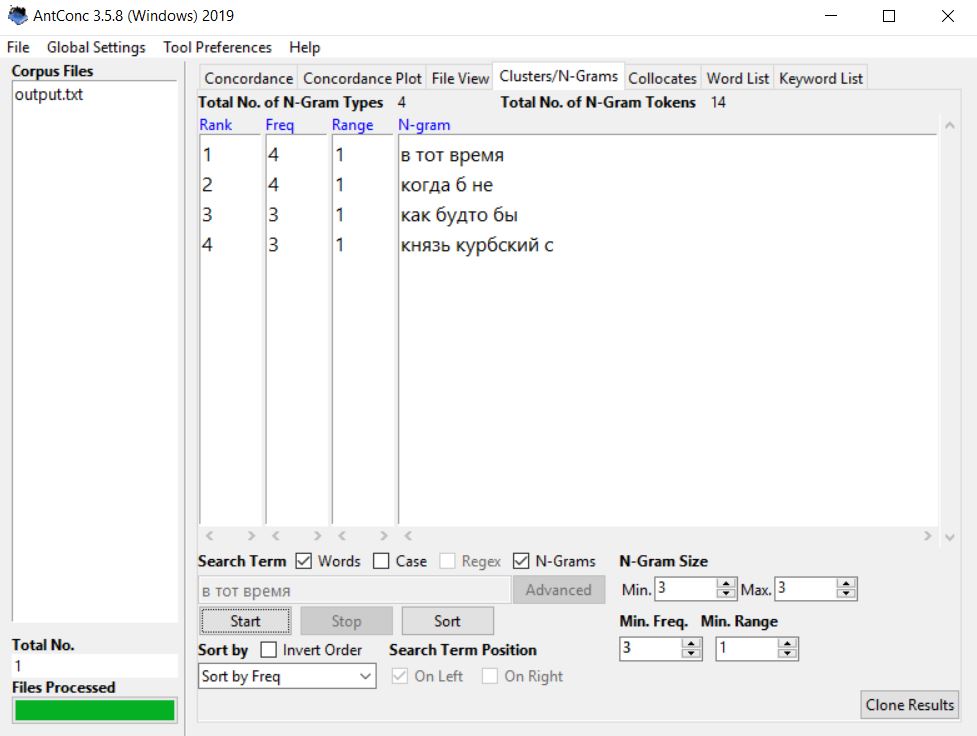 AntConc 3.5.8 (Windows) 2019
File Global Settings Tool Preferences Help
Corpus Files
output.txt
Concordance Concordance Plot File View Clusters/N-Grams Collocates Word List Keyword List
Total No. of N-Gram Types 4 Total No. of N-Gram Tokens 14
Rank Freq Range N-gram
1 4 1 в тот время
2 4 1 когда б не
3 3 1 как будто бы
4 3 1 князь курбский с
Search Term Words Case Regex N-Grams N-Gram Size
в тот время Advanced Min. 3 Max. 3
Start Stop Sort Min. Freq. Min. Range
Total No.
1
Files Processed
Sort by Invert Order Search Term Position 3 1
Sort by Freq On Left On Right
Clone Results